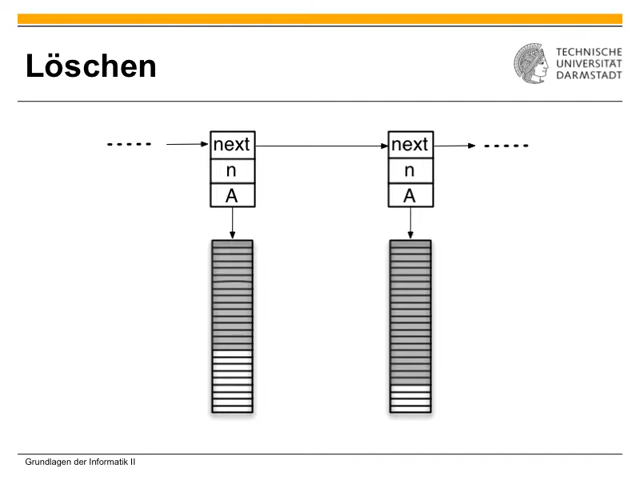 Löschen
TECHNISCHE
UNIVERSITÄT
DARMSTADT
next
next
n
n
A
A
Grundlagen der Informatik II